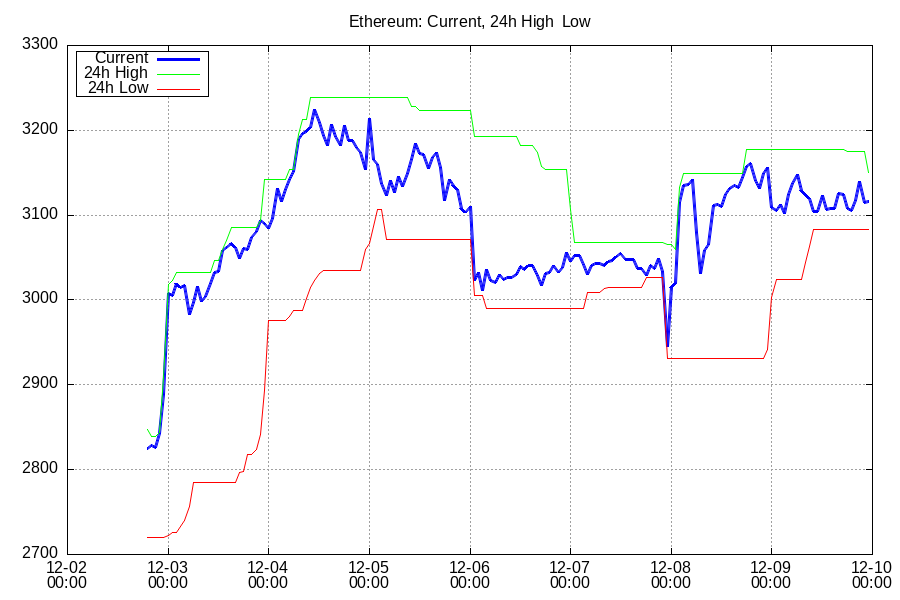 Ethereum: Current, 24h High  Low
3300
3200
3100
3000
2900
2800
2700
Current
24h High
24h Low
12-02 12-03 12-04 12-05 12-06 12-07 12-08 12-09 12-10
00:00 00:00 00:00 00:00 00:00 00:00 00:00 00:00 00:00